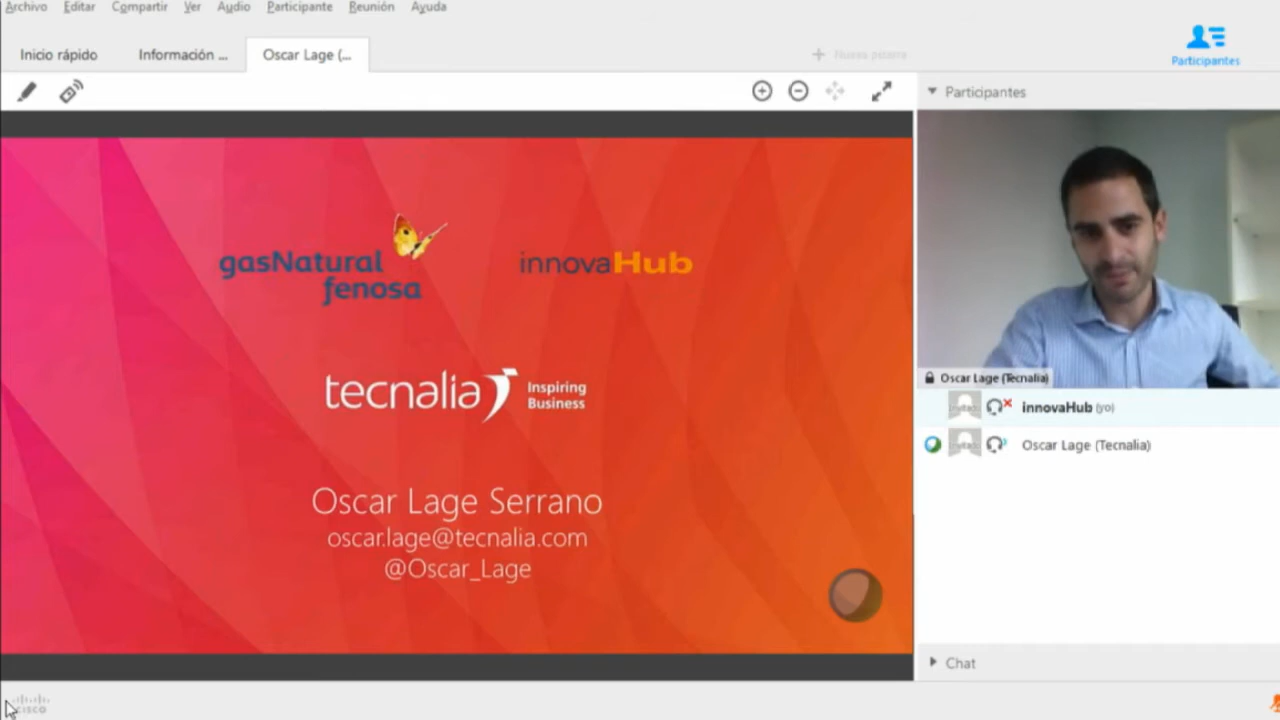 Archivo Editar Compartir Ver Audio Participante Reunión Ayuda
Inicio rápido Información ... Oscar Lage (...
Participantes
Participantes
gasNatural
fenosa
innovaHub
tecnalia Inspiring
Business
Oscar Lage Serrano
oscar.lage@tecnalia.com
@Oscar_Lage
Oscar Lage (Tecnalia)
innovaHub (yo)
Oscar Lage (Tecnalia)
Chat
CISCO